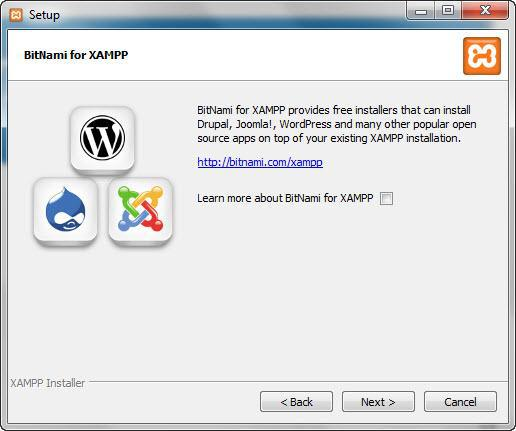 Setup
BitNami for XAMPP
BitNami for XAMPP provides free installers that can install
Drupal, Joomla!, WordPress and many other popular open
source apps on top of your existing XAMPP installation.
http://bitnami.com/xampp
Learn more about BitNami for XAMPP
XAMPP Installer
< Back
Next >
Cancel